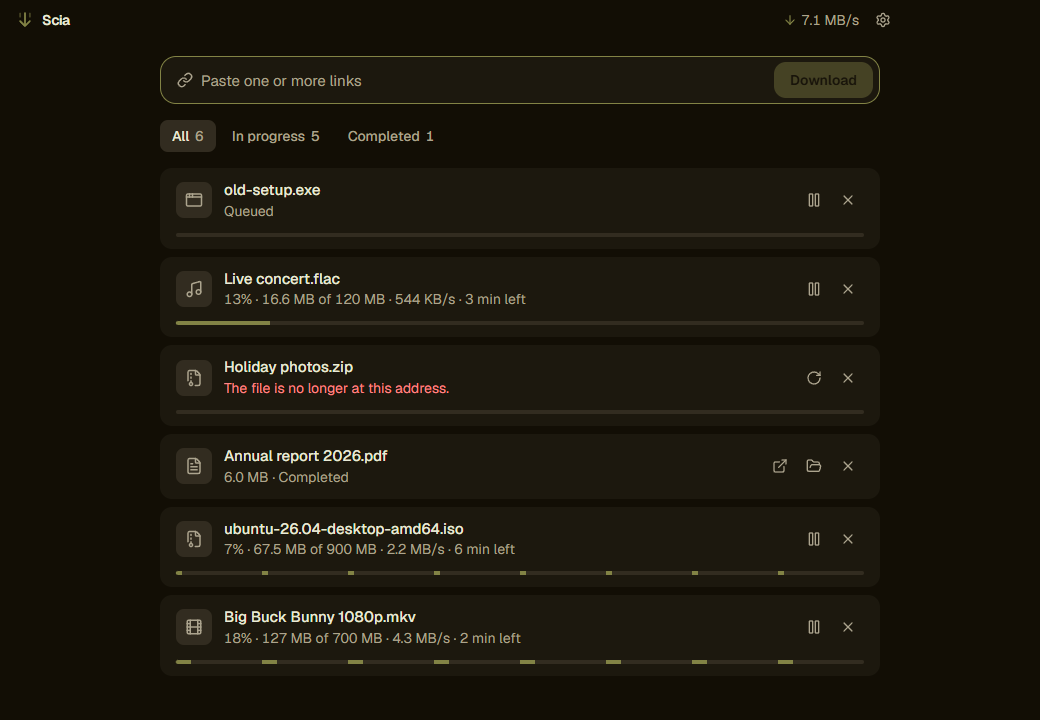 Scia
7.1 MB/s
Paste one or more links
Download
All 6
In progress 5
Completed 1
old-setup.exe
Queued
Live concert.flac
13% · 16.6 MB of 120 MB · 544 KB/s · 3 min left
Holiday photos.zip
The file is no longer at this address.
Annual report 2026.pdf
6.0 MB · Completed
ubuntu-26.04-desktop-amd64.iso
7% · 67.5 MB of 900 MB · 2.2 MB/s · 6 min left
Big Buck Bunny 1080p.mkv
18% · 127 MB of 700 MB · 4.3 MB/s · 2 min left